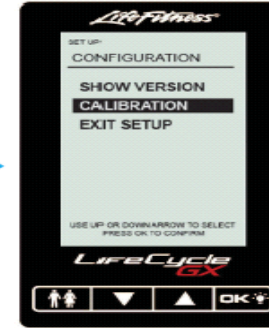 LifeFitness
SET UP:
CONFIGURATION
SHOW VERSION
CALIBRATION
EXIT SETUP
USE UP OR DOWN ARROW TO SELECT
PRESS OK TO CONFIRM
LifeCycle
GX
OK